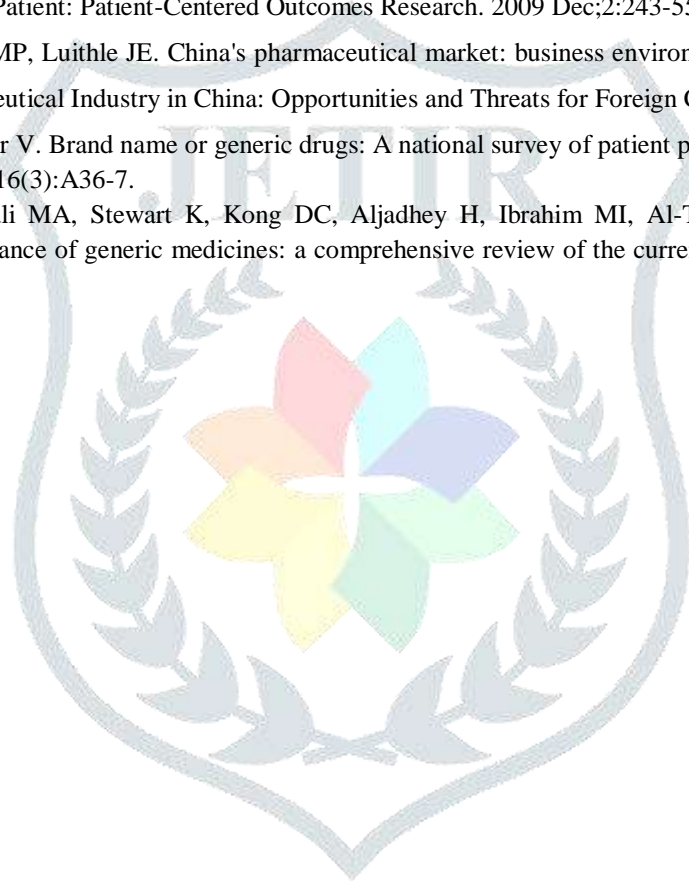 Patient: Patient-Centered Outcomes Research. 2009 Dec;2:243-55
MP, Luithle JE. China's pharmaceutical market: business environ
eutical Industry in China: Opportunities and Threats for Foreign
r V. Brand name or generic drugs: A national survey of patient p
16(3):A36-7.
li MA, Stewart K, Kong DC, Aljadhey H, Ibrahim MI, Al-T
ance of generic medicines: a comprehensive review of the curre
JETIR